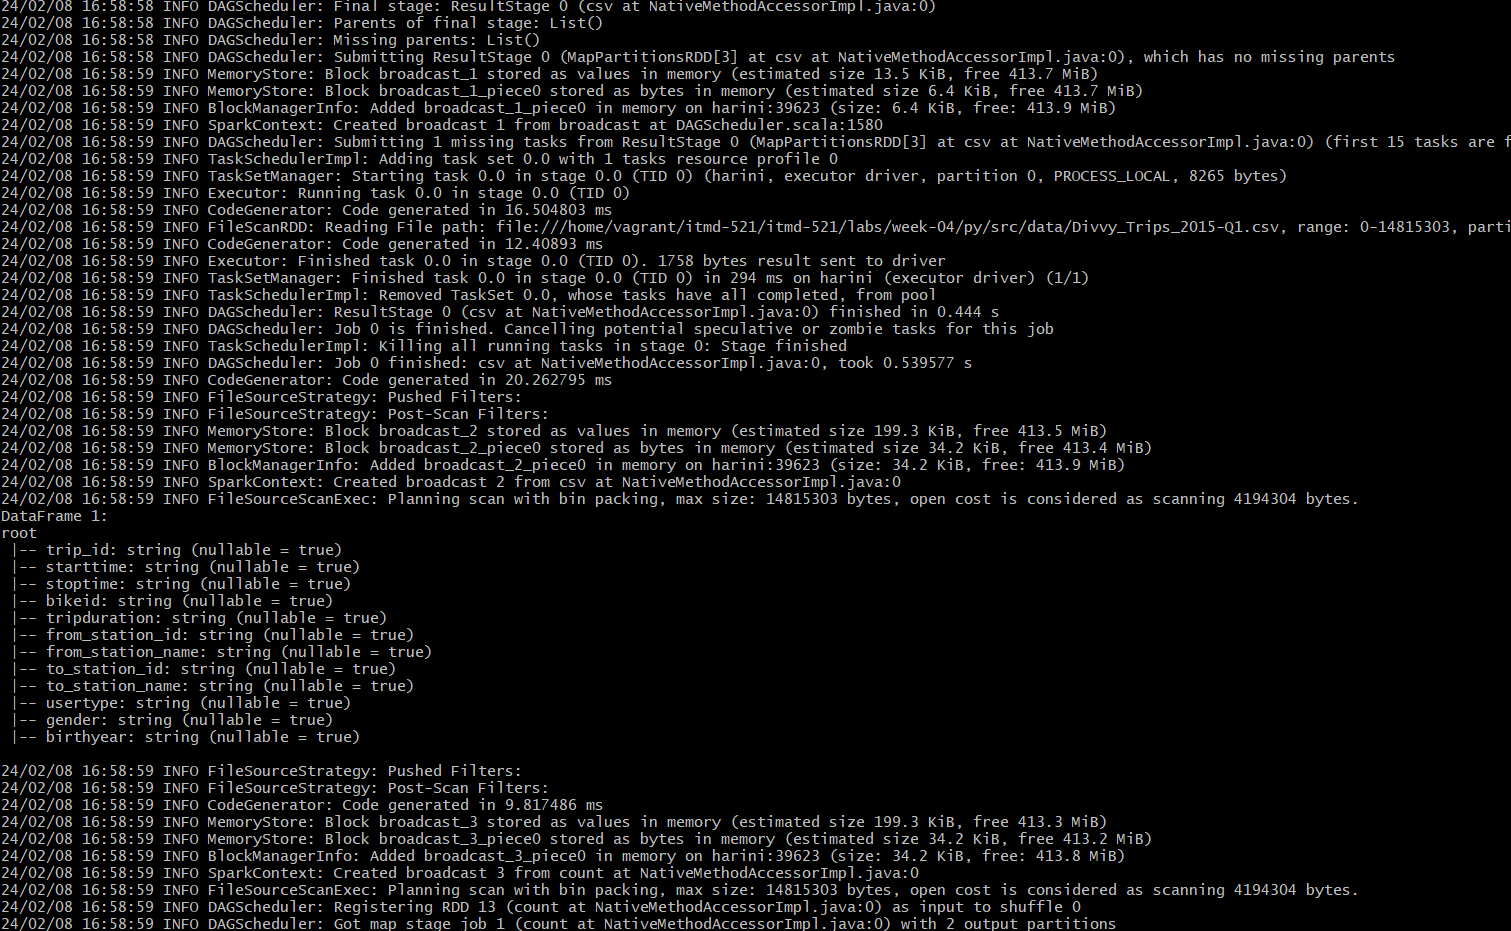 24/02/08 16:58:58 INFO DAGScheduler: Final stage: ResultStage 0 (csv at NativeMethodAccessorImpl.java:0)
24/02/08 16:58:58 INFO DAGScheduler: Parents of final stage: List()
24/02/08 16:58:58 INFO DAGScheduler: Missing parents: List()
24/02/08 16:58:58 INFO DAGScheduler: Submitting ResultStage 0 (MapPartitionsRDD[3] at csv at NativeMethodAccessorImpl.java:0), which has no missing parents
24/02/08 16:58:59 INFO MemoryStore: Block broadcast_1 stored as values in memory (estimated size 13.5 KiB, free 413.7 MiB)
24/02/08 16:58:59 INFO MemoryStore: Block broadcast_1_piece0 stored as bytes in memory (estimated size 6.4 KiB, free 413.7 MiB)
24/02/08 16:58:59 INFO BlockManagerInfo: Added broadcast_1_piece0 in memory on harini:39623 (size: 6.4 KiB, free: 413.9 MiB)
24/02/08 16:58:59 INFO SparkContext: Created broadcast 1 from broadcast at DAGScheduler.scala:1580
24/02/08 16:58:59 INFO DAGScheduler: Submitting 1 missing tasks from ResultStage 0 (MapPartitionsRDD[3] at csv at NativeMethodAccessorImpl.java:0) (first 15 tasks are f
24/02/08 16:58:59 INFO TaskSchedulerImpl: Adding task set 0.0 with 1 tasks resource profile 0
24/02/08 16:58:59 INFO TaskSetManager: Starting task 0.0 in stage 0.0 (TID 0) (harini, executor driver, partition 0, PROCESS_LOCAL, 8265 bytes)
24/02/08 16:58:59 INFO Executor: Running task 0.0 in stage 0.0 (TID 0)
24/02/08 16:58:59 INFO CodeGenerator: Code generated in 16.504803 ms
24/02/08 16:58:59 INFO FileScanRDD: Reading File path: file:///home/vagrant/itmd-521/itmd-521/labs/week-04/py/src/data/Divvy_Trips_2015-Q1.csv, range: 0-14815303, parti
24/02/08 16:58:59 INFO CodeGenerator: Code generated in 12.40893 ms
24/02/08 16:58:59 INFO Executor: Finished task 0.0 in stage 0.0 (TID 0). 1758 bytes result sent to driver
24/02/08 16:58:59 INFO TaskSetManager: Finished task 0.0 in stage 0.0 (TID 0) in 294 ms on harini (executor driver) (1/1)
24/02/08 16:58:59 INFO TaskSchedulerImpl: Removed TaskSet 0.0, whose tasks have all completed, from pool
24/02/08 16:58:59 INFO DAGScheduler: ResultStage 0 (csv at NativeMethodAccessorImpl.java:0) finished in 0.444 s
24/02/08 16:58:59 INFO DAGScheduler: Job 0 is finished. Cancelling potential speculative or zombie tasks for this job
24/02/08 16:58:59 INFO TaskSchedulerImpl: Killing all running tasks in stage 0: Stage finished
24/02/08 16:58:59 INFO DAGScheduler: Job 0 finished: csv at NativeMethodAccessorImpl.java:0, took 0.539577 s
24/02/08 16:58:59 INFO CodeGenerator: Code generated in 20.262795 ms
24/02/08 16:58:59 INFO FileSourceStrategy: Pushed Filters:
24/02/08 16:58:59 INFO FileSourceStrategy: Post-Scan Filters:
24/02/08 16:58:59 INFO MemoryStore: Block broadcast_2 stored as values in memory (estimated size 199.3 KiB, free 413.5 MiB)
24/02/08 16:58:59 INFO MemoryStore: Block broadcast_2_piece0 stored as bytes in memory (estimated size 34.2 KiB, free 413.4 MiB)
24/02/08 16:58:59 INFO BlockManagerInfo: Added broadcast_2_piece0 in memory on harini:39623 (size: 34.2 KiB, free: 413.9 MiB)
24/02/08 16:58:59 INFO SparkContext: Created broadcast 2 from csv at NativeMethodAccessorImpl.java:0
24/02/08 16:58:59 INFO FileSourceScanExec: Planning scan with bin packing, max size: 14815303 bytes, open cost is considered as scanning 4194304 bytes.
DataFrame 1:
root
 |-- trip_id: string (nullable = true)
 |-- starttime: string (nullable = true)
 |-- stoptime: string (nullable = true)
 |-- bikeid: string (nullable = true)
 |-- tripduration: string (nullable = true)
 |-- from_station_id: string (nullable = true)
 |-- from_station_name: string (nullable = true)
 |-- to_station_id: string (nullable = true)
 |-- to_station_name: string (nullable = true)
 |-- usertype: string (nullable = true)
 |-- gender: string (nullable = true)
 |-- birthyear: string (nullable = true)
24/02/08 16:58:59 INFO FileSourceStrategy: Pushed Filters:
24/02/08 16:58:59 INFO FileSourceStrategy: Post-Scan Filters:
24/02/08 16:58:59 INFO CodeGenerator: Code generated in 9.817486 ms
24/02/08 16:58:59 INFO MemoryStore: Block broadcast_3 stored as values in memory (estimated size 199.3 KiB, free 413.3 MiB)
24/02/08 16:58:59 INFO MemoryStore: Block broadcast_3_piece0 stored as bytes in memory (estimated size 34.2 KiB, free 413.2 MiB)
24/02/08 16:58:59 INFO BlockManagerInfo: Added broadcast_3_piece0 in memory on harini:39623 (size: 34.2 KiB, free: 413.8 MiB)
24/02/08 16:58:59 INFO SparkContext: Created broadcast 3 from count at NativeMethodAccessorImpl.java:0
24/02/08 16:58:59 INFO FileSourceScanExec: Planning scan with bin packing, max size: 14815303 bytes, open cost is considered as scanning 4194304 bytes.
24/02/08 16:58:59 INFO DAGScheduler: Registering RDD 13 (count at NativeMethodAccessorImpl.java:0) as input to shuffle 0
24/02/08 16:58:59 INFO DAGScheduler: Got map stage job 1 (count at NativeMethodAccessorImpl.java:0) with 2 output partitions